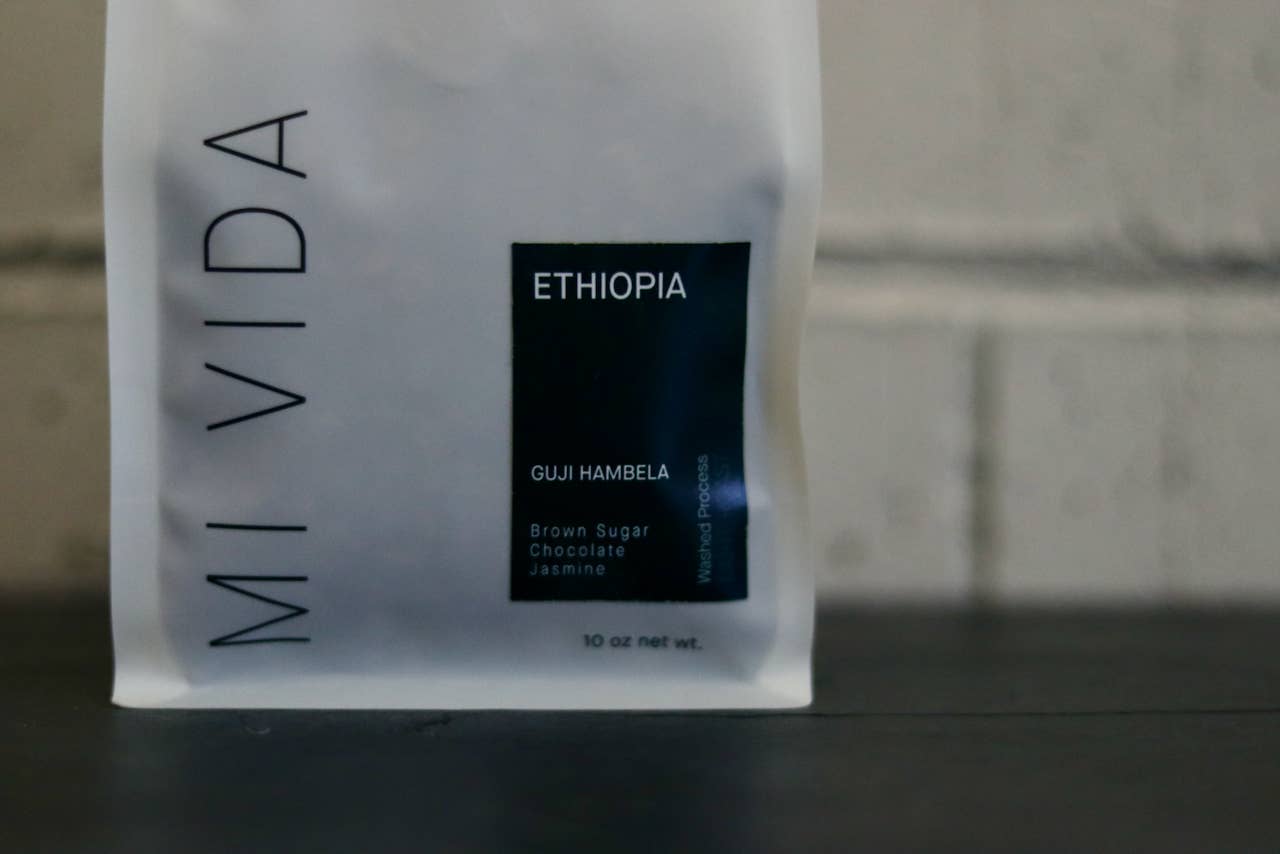 MI VIDA
ETHIOPIA
GUJI HAMBELA
Brown Sugar
Chocolate
Jasmine
Washed Process
10 oz net wt.